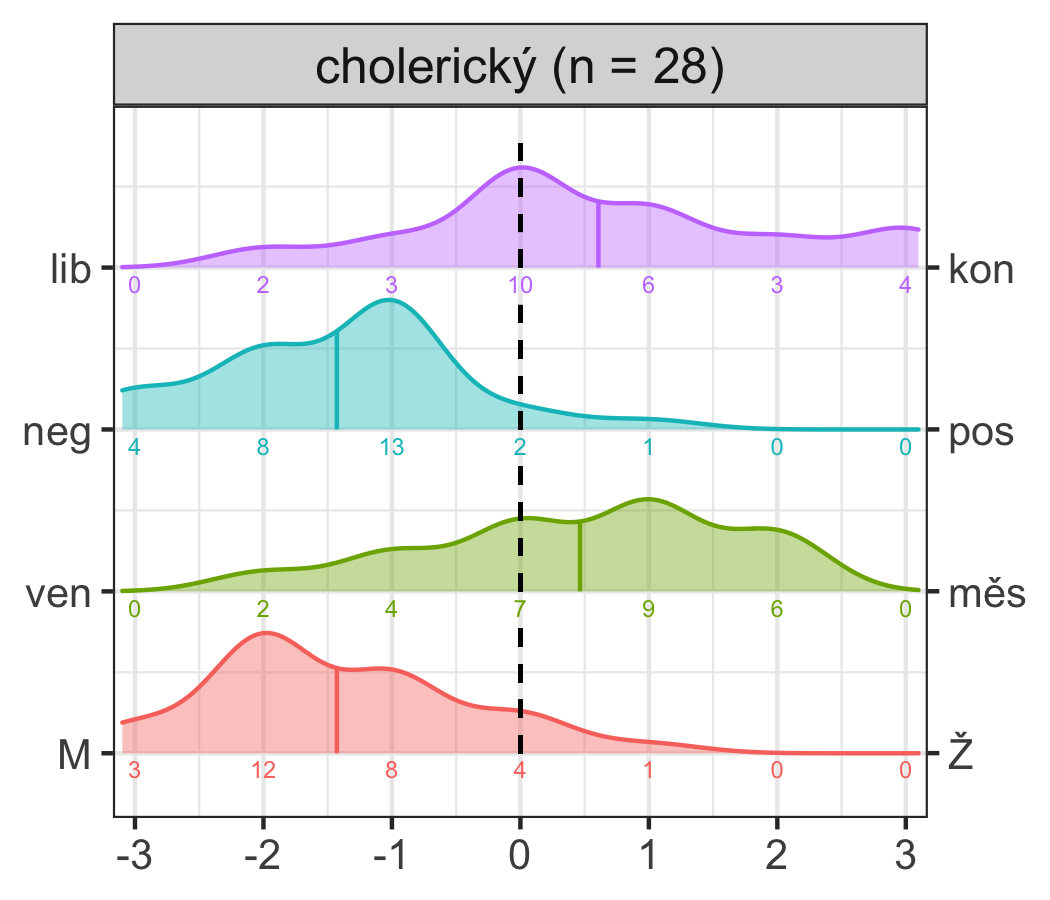 cholerický (n = 28)
lib kon
0 2 3 10 6 3 4
neg pos
4 8 13 2 1 0 0
ven měs
0 2 4 7 9 6 0
M Ž
3 12 8 4 1 0 0
-3 -2 -1 0 1 2 3